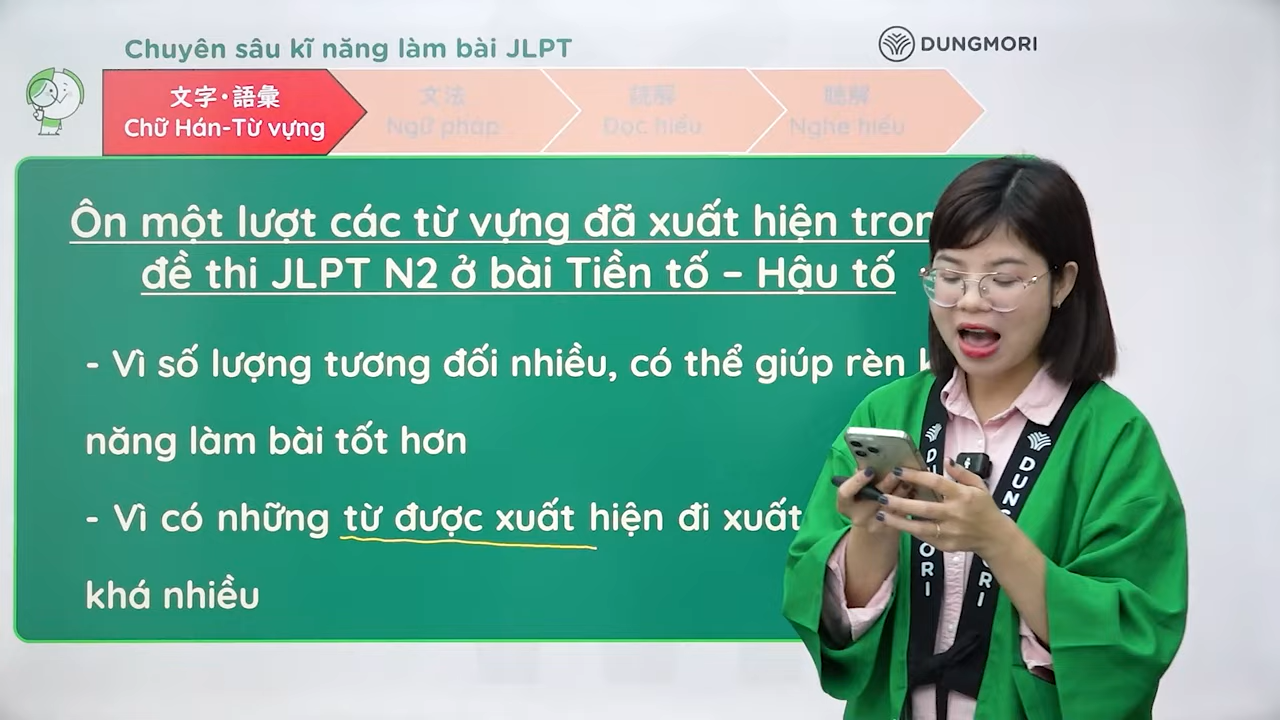 Chuyên sâu kĩ năng làm bài JLPT
DUNGMORI
文字・語彙
Chữ Hán-Từ vựng
文法
Ngữ pháp
読解
Đọc hiểu
聴解
Nghe hiểu
Ôn một lượt các từ vựng đã xuất hiện tron
đề thi JLPT N2 ở bài Tiền tố – Hậu tố
- Vì số lượng tương đối nhiều, có thể giúp rèn
năng làm bài tốt hơn
- Vì có những từ được xuất hiện đi xuất
khá nhiều